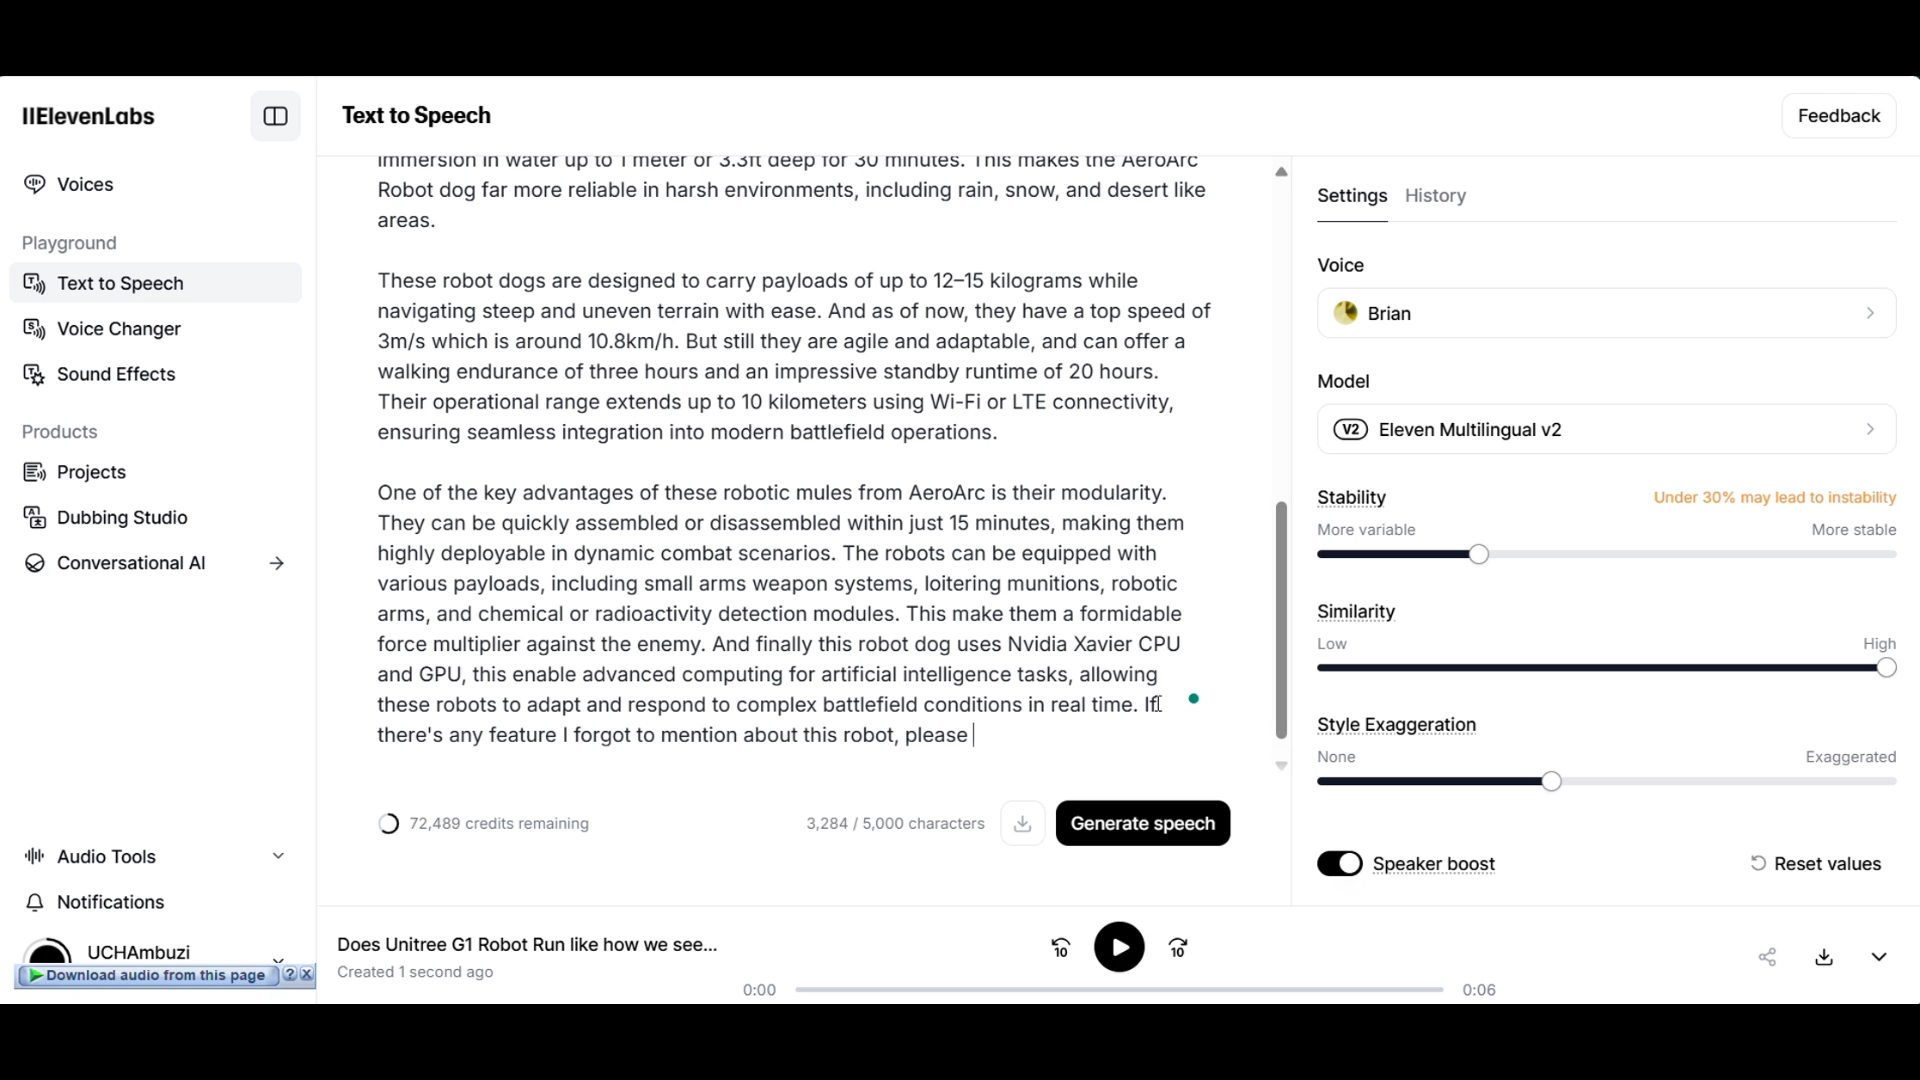 IIElevenLabs
Text to Speech
Feedback
Voices
Playground
Text to Speech
Voice Changer
Sound Effects
Products
Projects
Dubbing Studio
Conversational AI
Audio Tools
Notifications
UCHAmbuzi
Download audio from this page
immersion in water up to 1 meter or 3.3ft deep for 30 minutes. This makes the AeroArc
Robot dog far more reliable in harsh environments, including rain, snow, and desert like
areas.
These robot dogs are designed to carry payloads of up to 12–15 kilograms while
navigating steep and uneven terrain with ease. And as of now, they have a top speed of
3m/s which is around 10.8km/h. But still they are agile and adaptable, and can offer a
walking endurance of three hours and an impressive standby runtime of 20 hours.
Their operational range extends up to 10 kilometers using Wi-Fi or LTE connectivity,
ensuring seamless integration into modern battlefield operations.
One of the key advantages of these robotic mules from AeroArc is their modularity.
They can be quickly assembled or disassembled within just 15 minutes, making them
highly deployable in dynamic combat scenarios. The robots can be equipped with
various payloads, including small arms weapon systems, loitering munitions, robotic
arms, and chemical or radioactivity detection modules. This make them a formidable
force multiplier against the enemy. And finally this robot dog uses Nvidia Xavier CPU
and GPU, this enable advanced computing for artificial intelligence tasks, allowing
these robots to adapt and respond to complex battlefield conditions in real time. If
there's any feature I forgot to mention about this robot, please
72,489 credits remaining
3,284 / 5,000 characters
Generate speech
Settings
History
Voice
Brian
Model
V2 Eleven Multilingual v2
Stability
Under 30% may lead to instability
More variable
More stable
Similarity
Low
High
Style Exaggeration
None
Exaggerated
Speaker boost
Reset values
Does Unitree G1 Robot Run like how we see...
Created 1 second ago
10
10
0:00
0:06